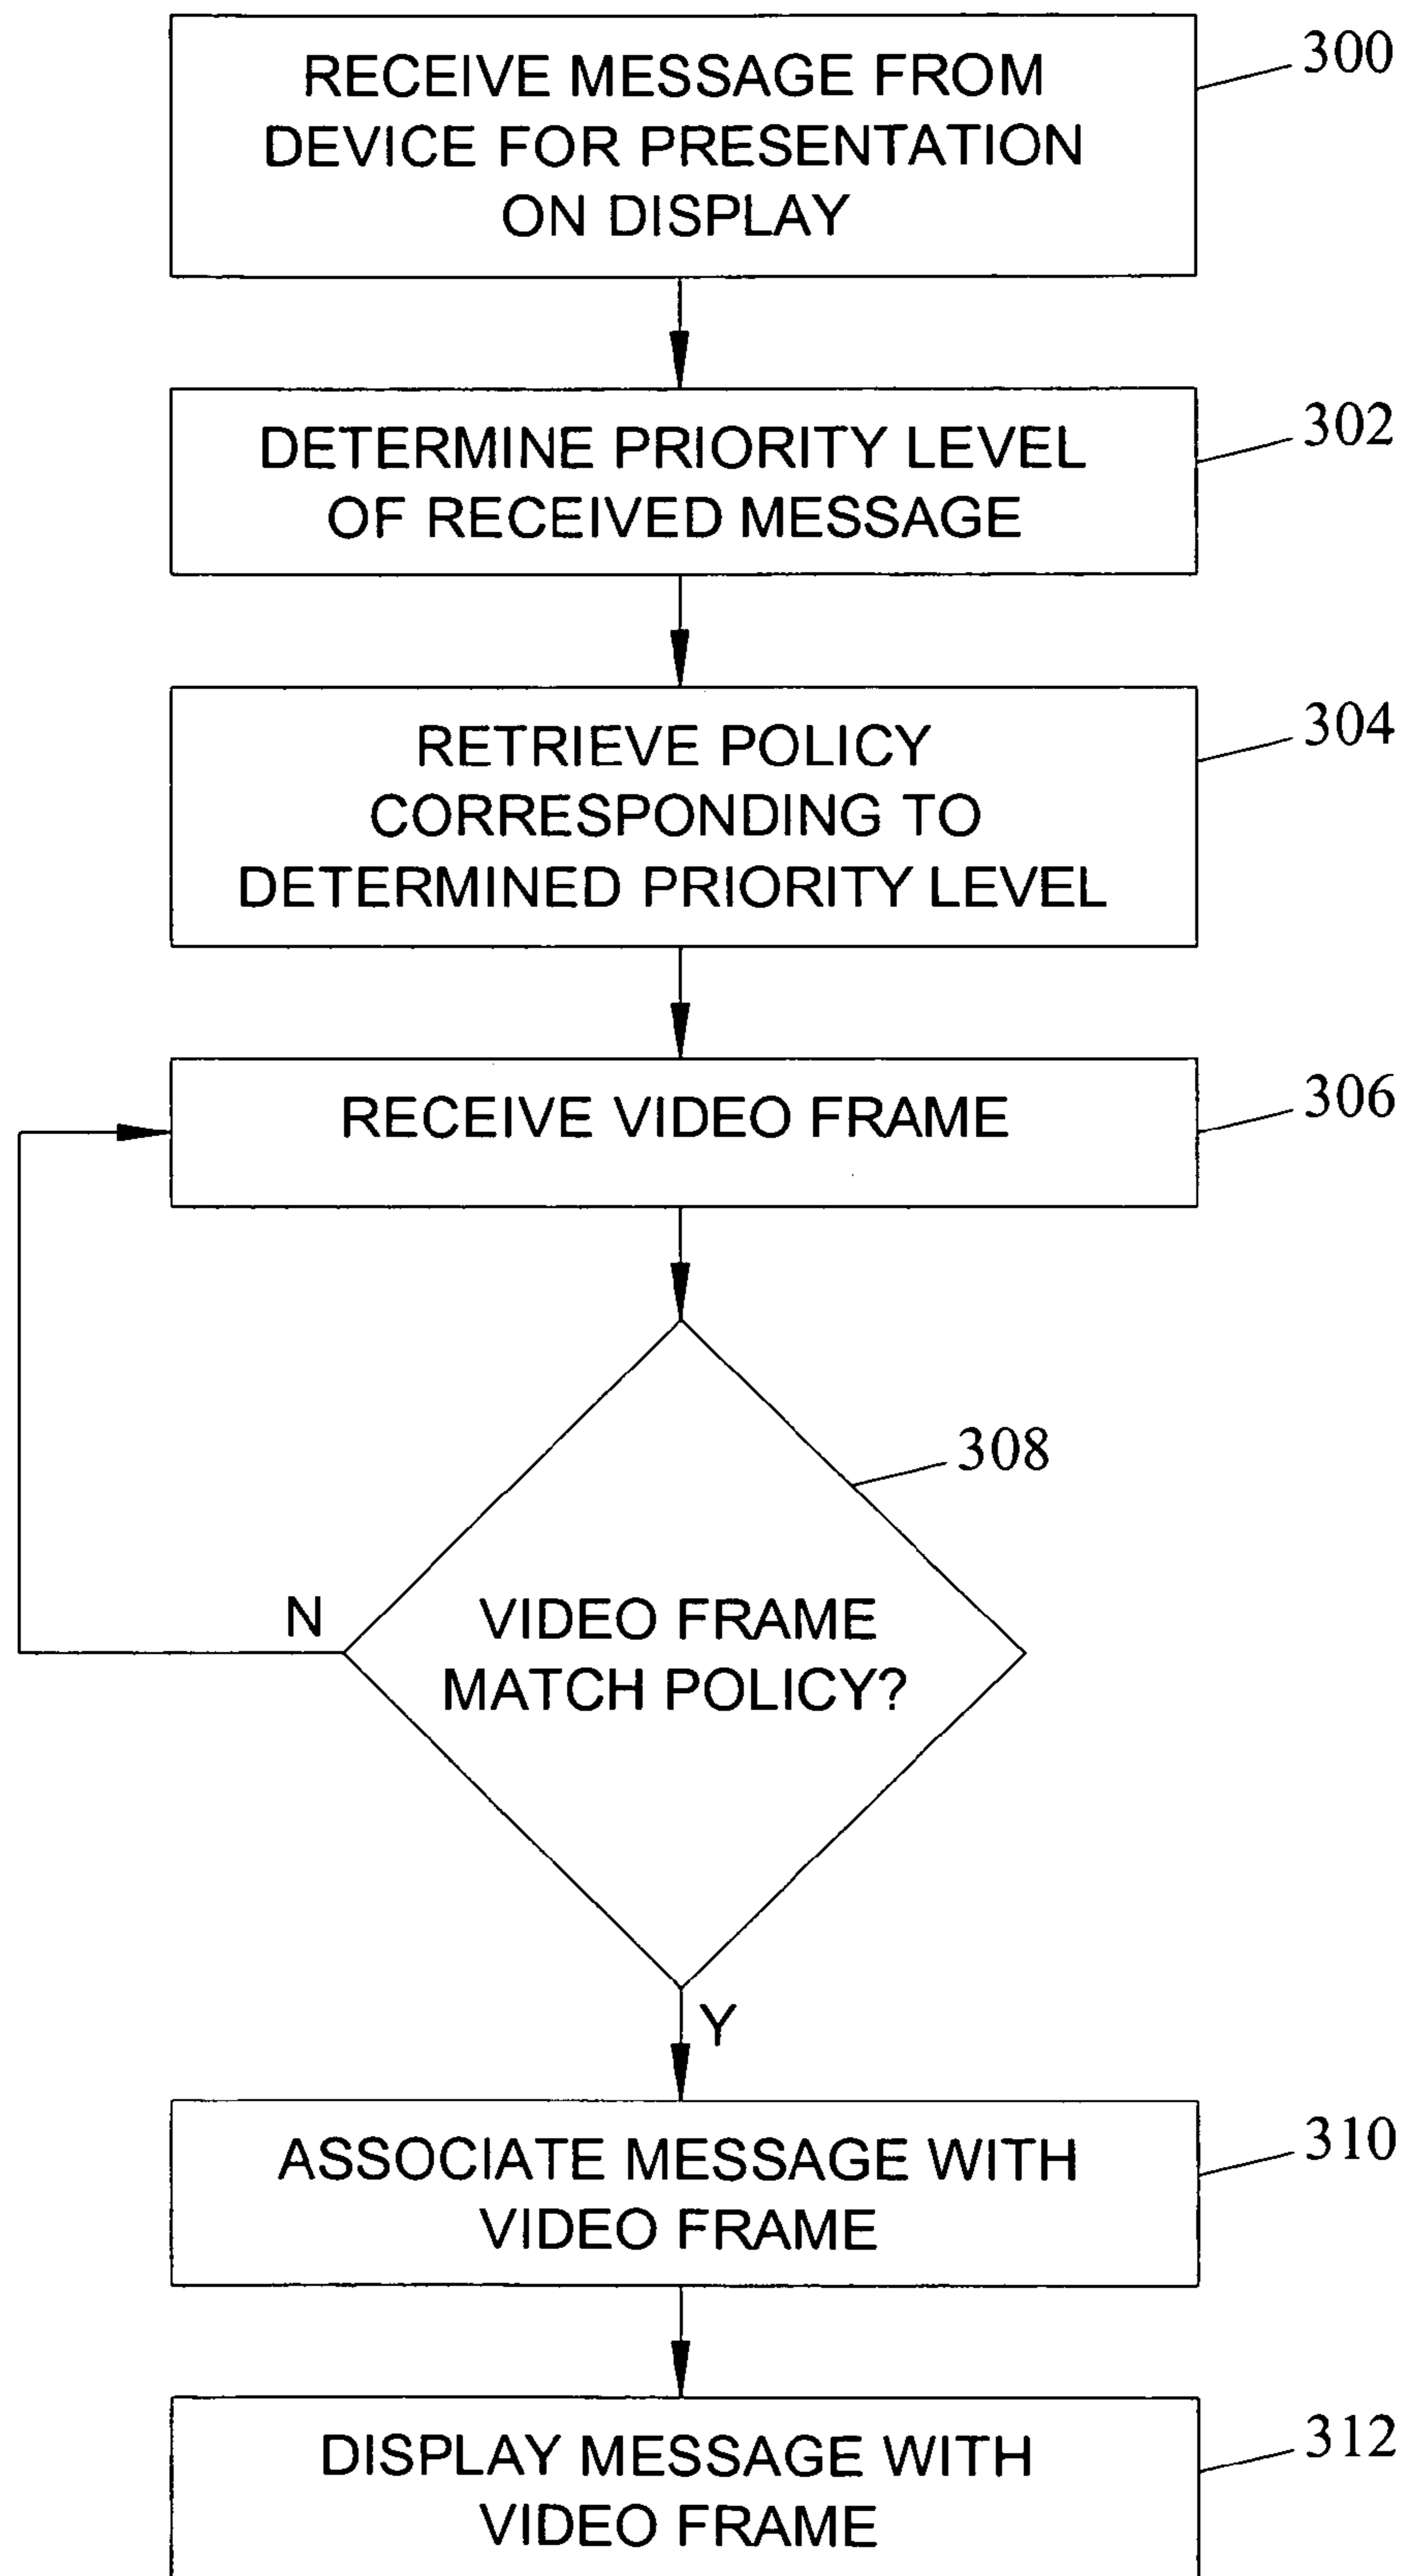 RECEIVE MESSAGE FROM
DEVICE FOR PRESENTATION
ON DISPLAY
300
DETERMINE PRIORITY LEVEL
OF RECEIVED MESSAGE
302
RETRIEVE POLICY
CORRESPONDING TO
DETERMINED PRIORITY LEVEL
304
RECEIVE VIDEO FRAME
306
308
VIDEO FRAME
MATCH POLICY?
N
Y
ASSOCIATE MESSAGE WITH
VIDEO FRAME
310
DISPLAY MESSAGE WITH
VIDEO FRAME
312